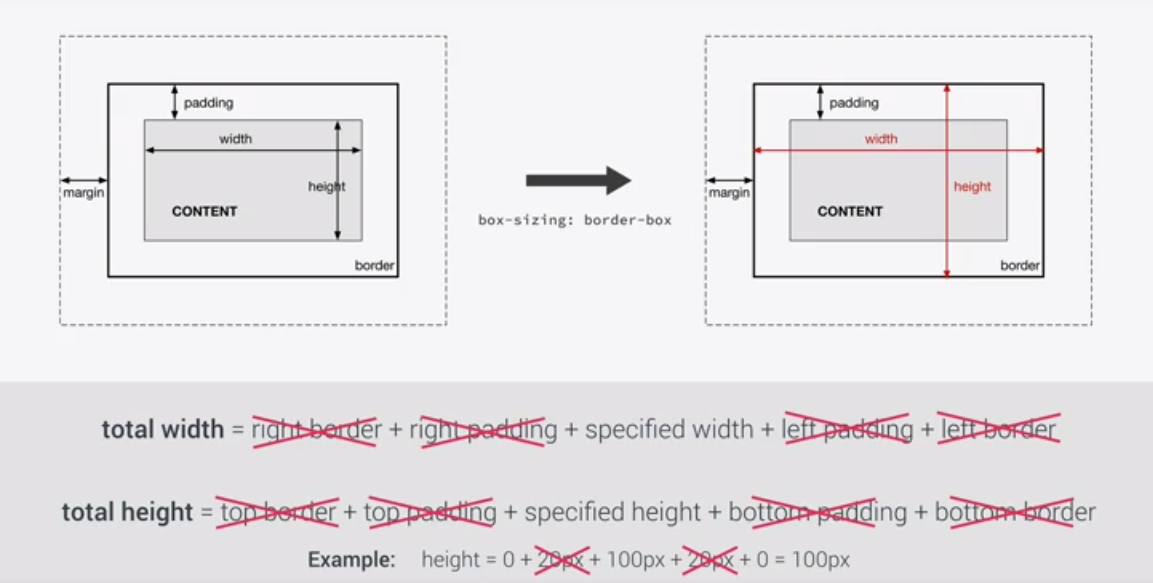 padding
width
margin
height
CONTENT
border
box-sizing: border-box
padding
width
margin
height
CONTENT
border
total width = right border + right padding + specified width + left padding + left border
total height = top border + top padding + specified height + bottom padding + bottom border
Example: height = 0 + 20px + 100px + 20px + 0 = 100px